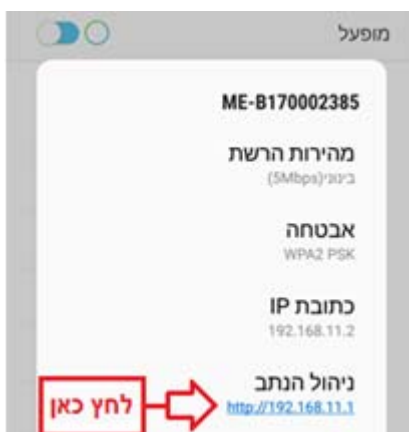 מופעל
ME-B170002385
מהירות הרשת
בינוני(5Mbps)
אבטחה
WPA2 PSK
כתובת IP
192.168.11.2
ניהול הנתב
http://192.168.11.1
לחץ כאן